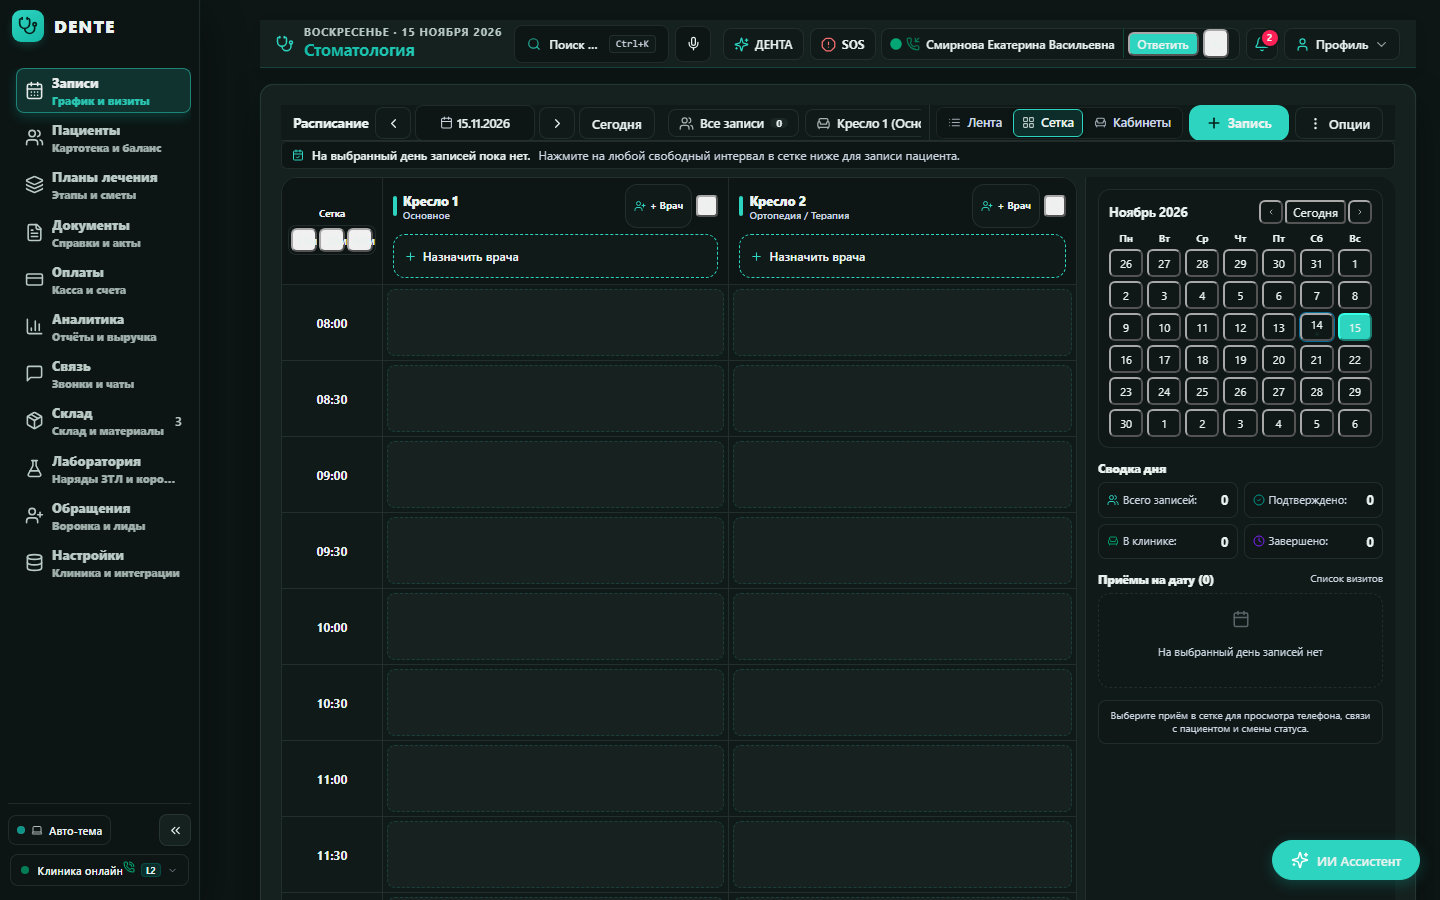 DENTE
Записи
График и визиты
Пациенты
Картотека и баланс
Планы лечения
Этапы и сметы
Документы
Справки и акты
Оплаты
Касса и счета
Аналитика
Отчёты и выручка
Связь
Звонки и чаты
Склад
Склад и материалы
3
Лаборатория
Наряды ЗТЛ и коро...
Обращения
Воронка и лиды
Настройки
Клиника и интеграции
Авто-тема
Клиника онлайн L2
ВОСКРЕСЕНЬЕ · 15 НОЯБРЯ 2026
Стоматология
Поиск ... Ctrl+K
ДЕНТА
SOS
Смирнова Екатерина Васильевна
Ответить
2
Профиль
Расписание
15.11.2026
Сегодня
Все записи 0
Кресло 1 (Осн
Лента
Сетка
Кабинеты
Запись
Опции
На выбранный день записей пока нет. Нажмите на любой свободный интервал в сетке ниже для записи пациента.
Сетка
Кресло 1
Основное
+ Врач
Назначить врача
Кресло 2
Ортопедия / Терапия
+ Врач
Назначить врача
08:00
08:30
09:00
09:30
10:00
10:30
11:00
11:30
Ноябрь 2026
‹ Сегодня ›
Пн Вт Ср Чт Пт Сб Вс
26 27 28 29 30 31 1
2 3 4 5 6 7 8
9 10 11 12 13 14 15
16 17 18 19 20 21 22
23 24 25 26 27 28 29
30 1 2 3 4 5 6
Сводка дня
Всего записей: 0
Подтверждено: 0
В клинике: 0
Завершено: 0
Приёмы на дату (0)
Список визитов
На выбранный день записей нет
Выберите приём в сетке для просмотра телефона, связи
с пациентом и смены статуса.
ИИ Ассистент